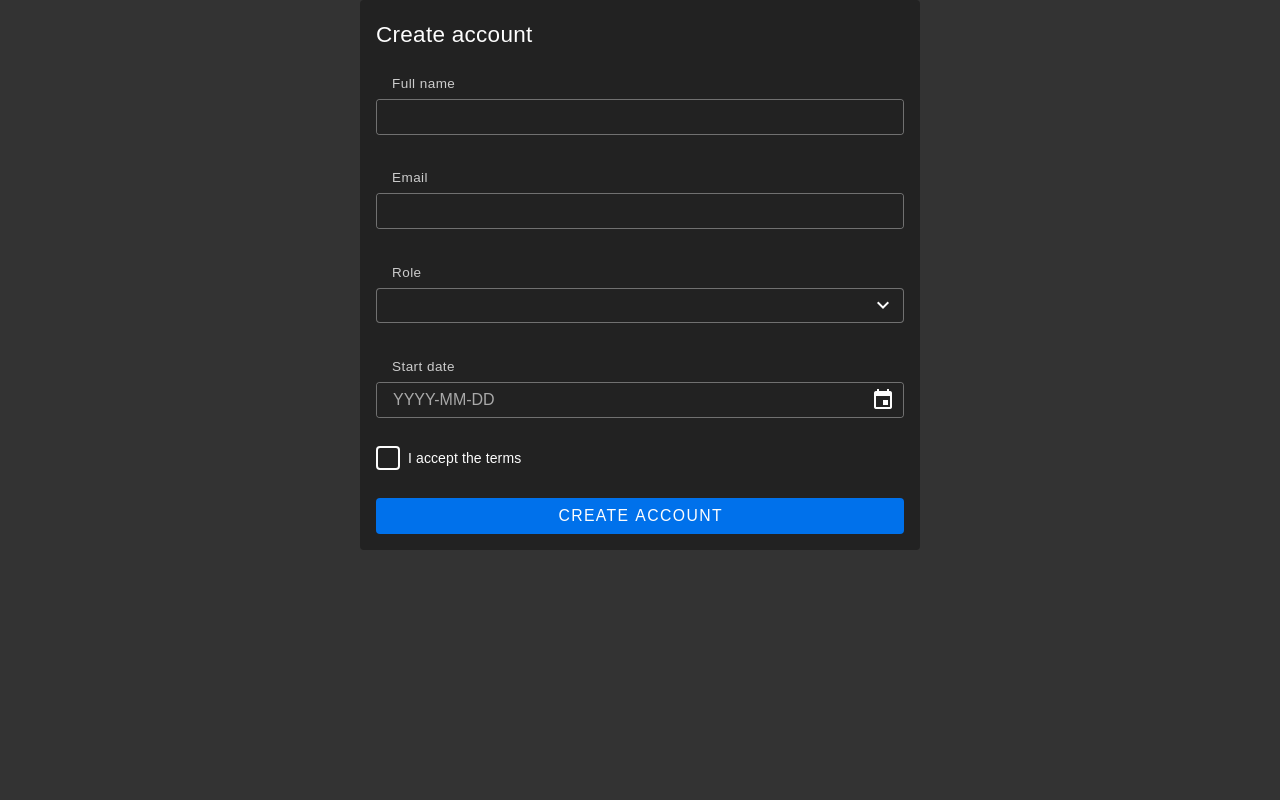 Create account
Full name
Email
Role
Start date
YYYY-MM-DD
I accept the terms
CREATE ACCOUNT